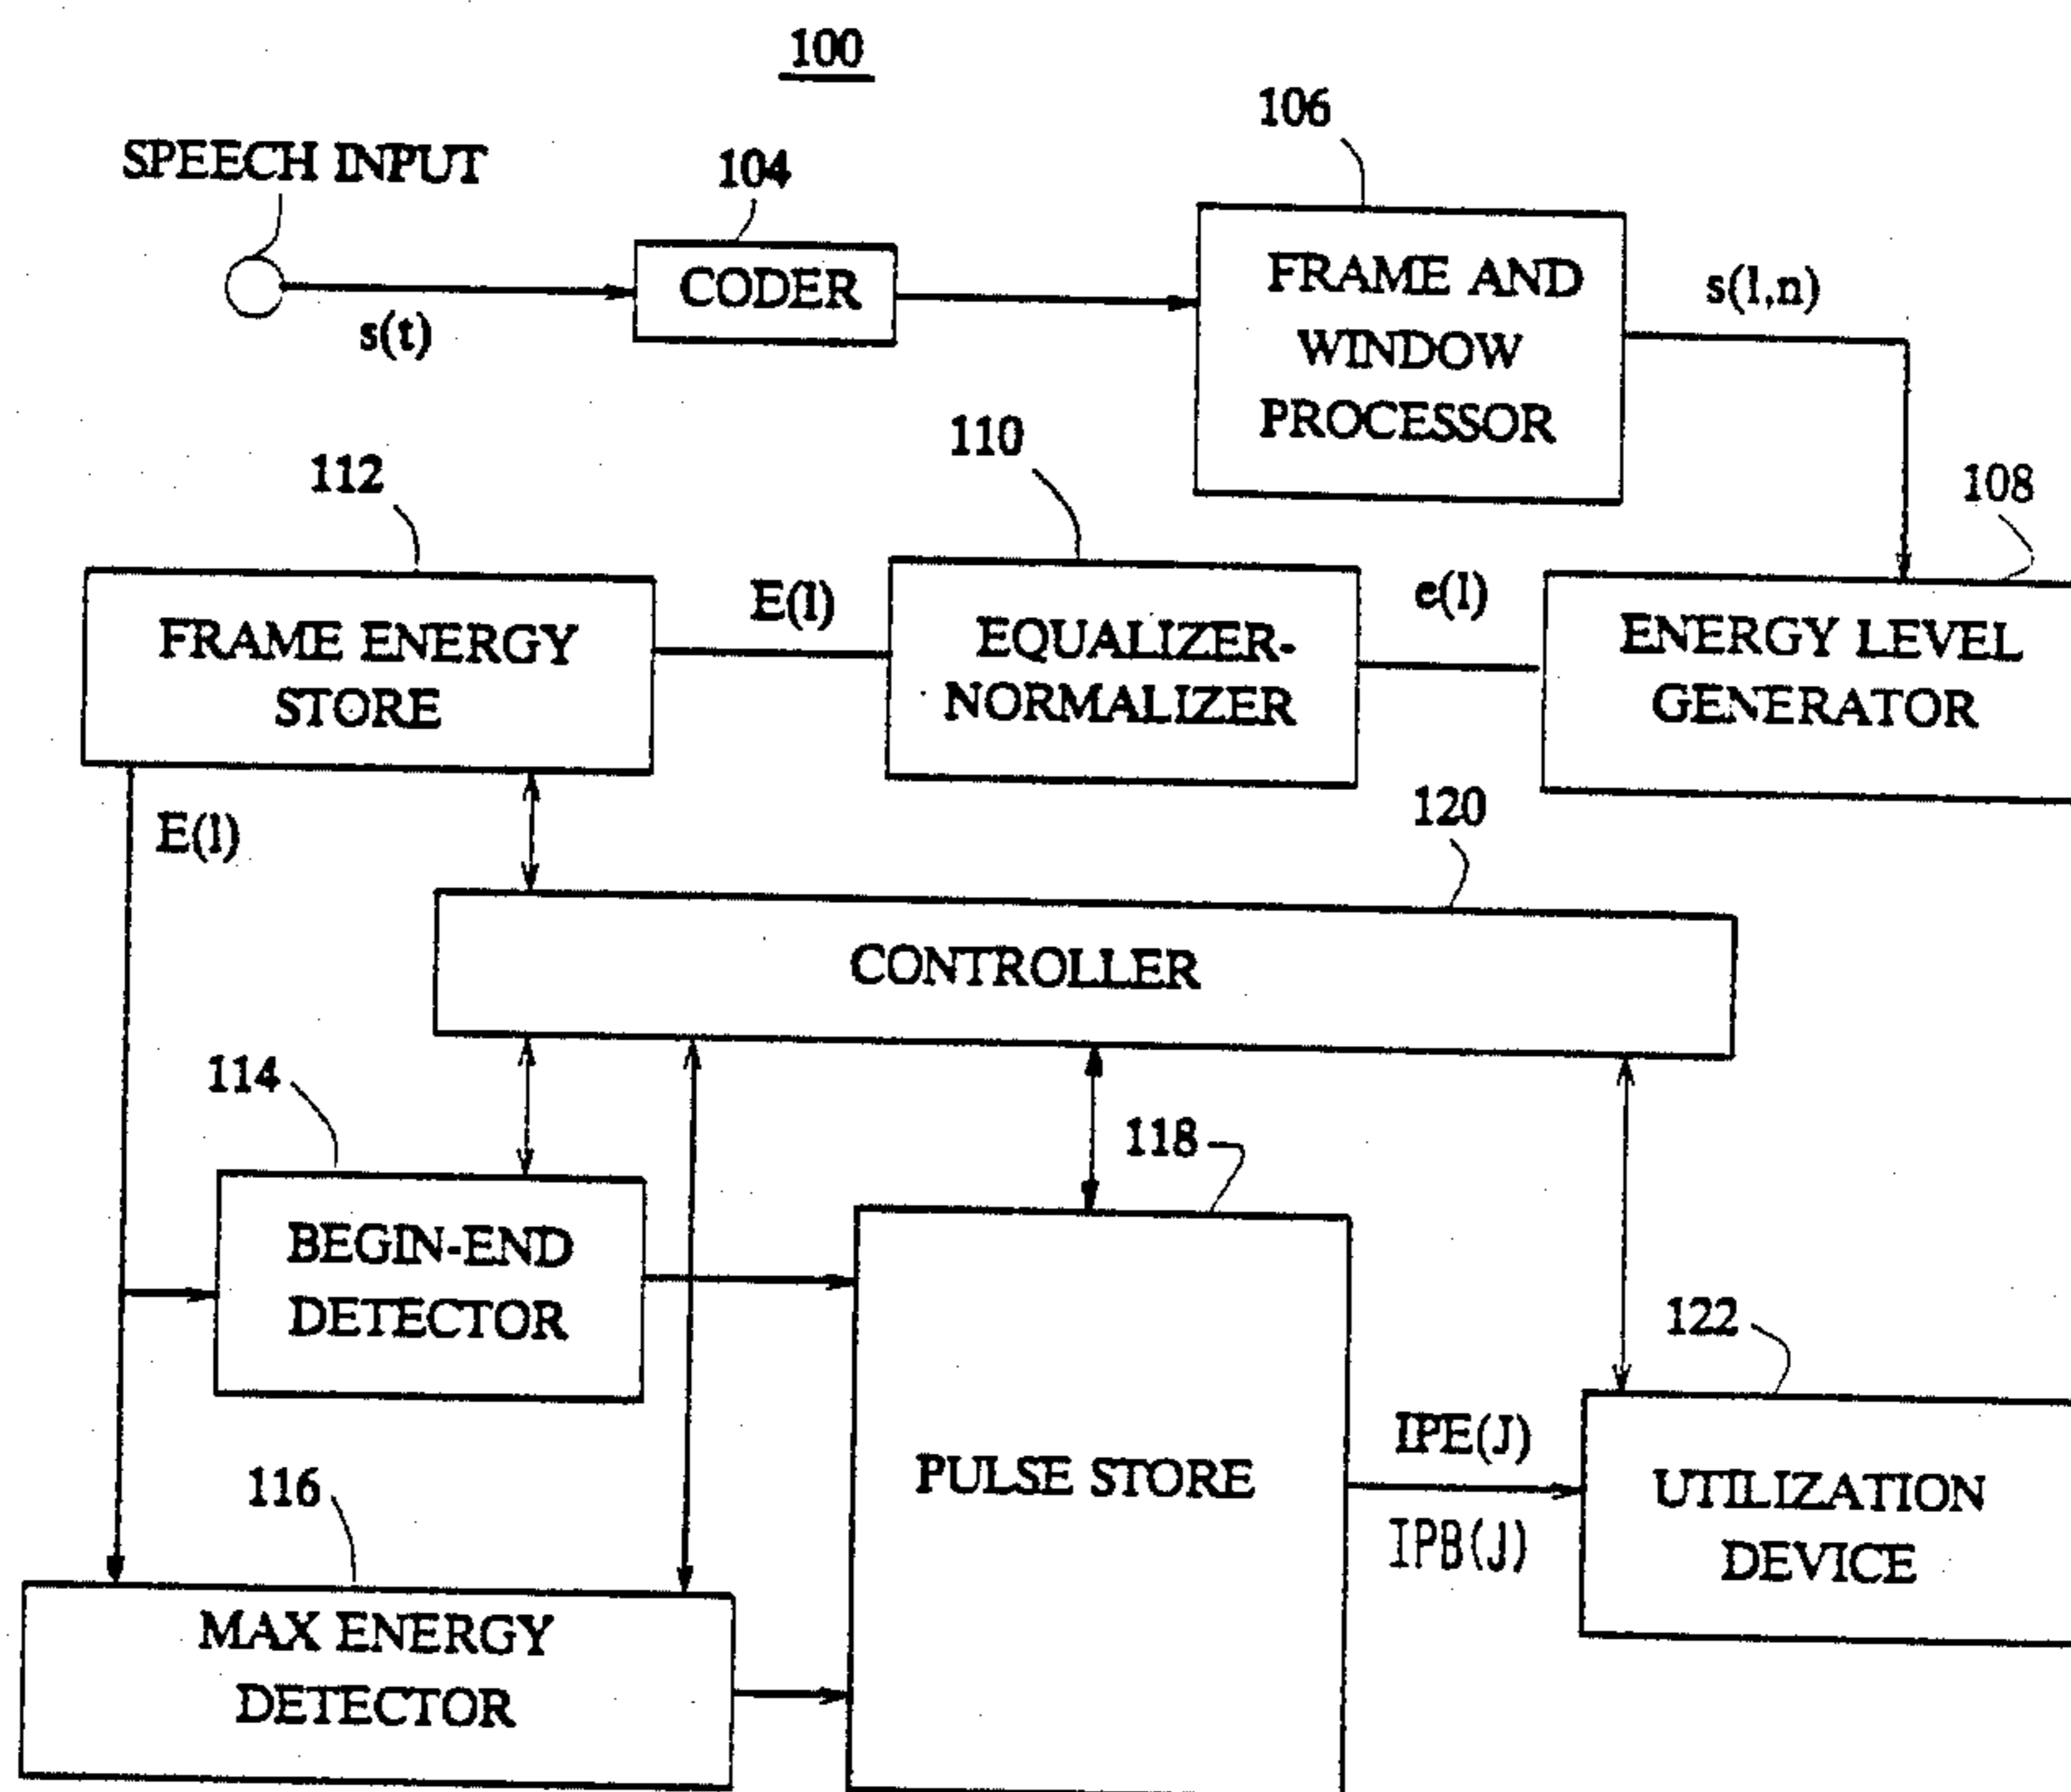 100
106
SPEECH INPUT
104
CODER
s(t)
FRAME AND
WINDOW
PROCESSOR
s(l,n)
110
112
108
FRAME ENERGY
STORE
E(l)
EQUALIZER-
NORMALIZER
e(l)
ENERGY LEVEL
GENERATOR
E(l)
120
CONTROLLER
114
118
BEGIN-END
DETECTOR
122
116
PULSE STORE
IPE(J)
IPB(J)
UTILIZATION
DEVICE
MAX ENERGY
DETECTOR